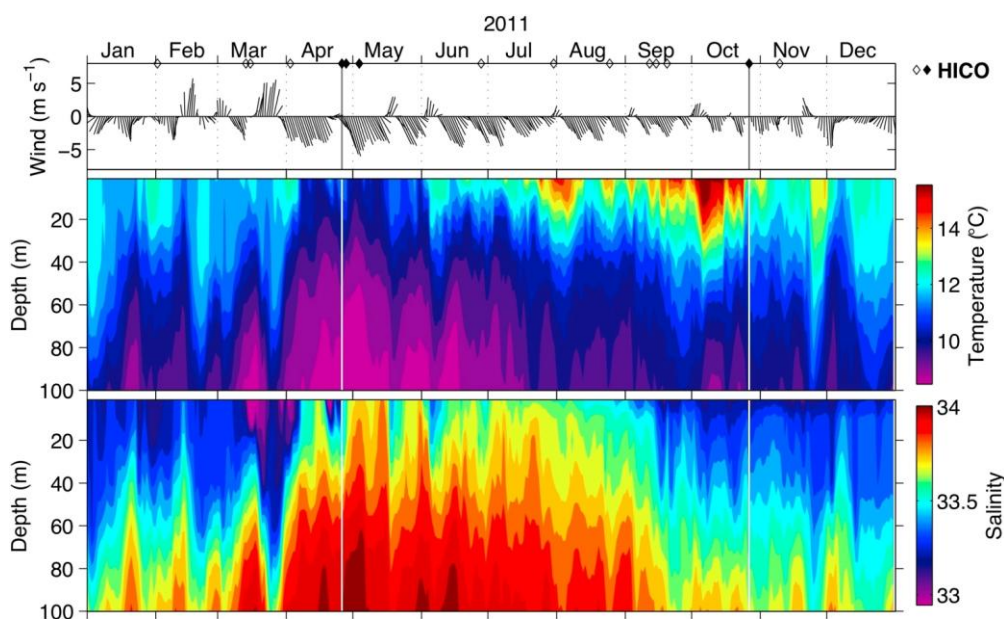 2011
Jan Feb Mar Apr May Jun Jul Aug Sep Oct Nov Dec
HICO
Wind (m s⁻¹)
5
0
−5
Depth (m)
20
40
60
80
100
14
12
10
Temperature (°C)
Depth (m)
20
40
60
80
100
34
33.5
33
Salinity